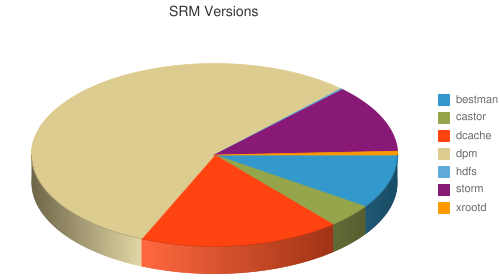 SRM Versions
bestman
castor
dcache
dpm
hdfs
storm
xrootd